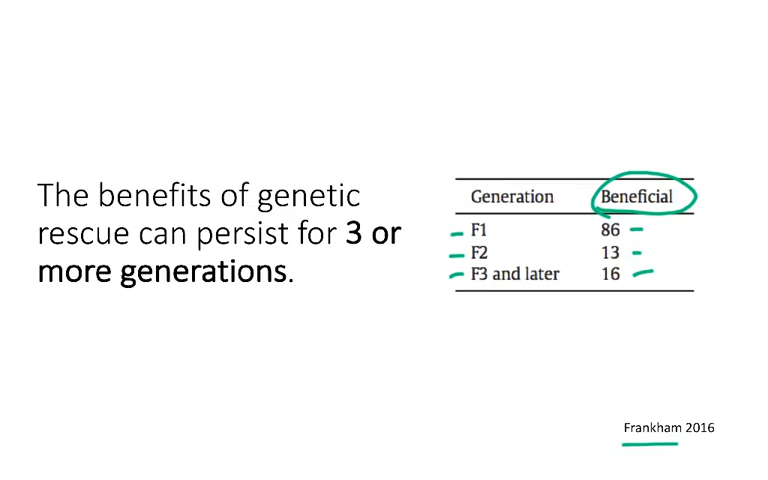 The benefits of genetic
rescue can persist for 3 or
more generations.
Generation Beneficial
F1 86
F2 13
F3 and later 16
Frankham 2016